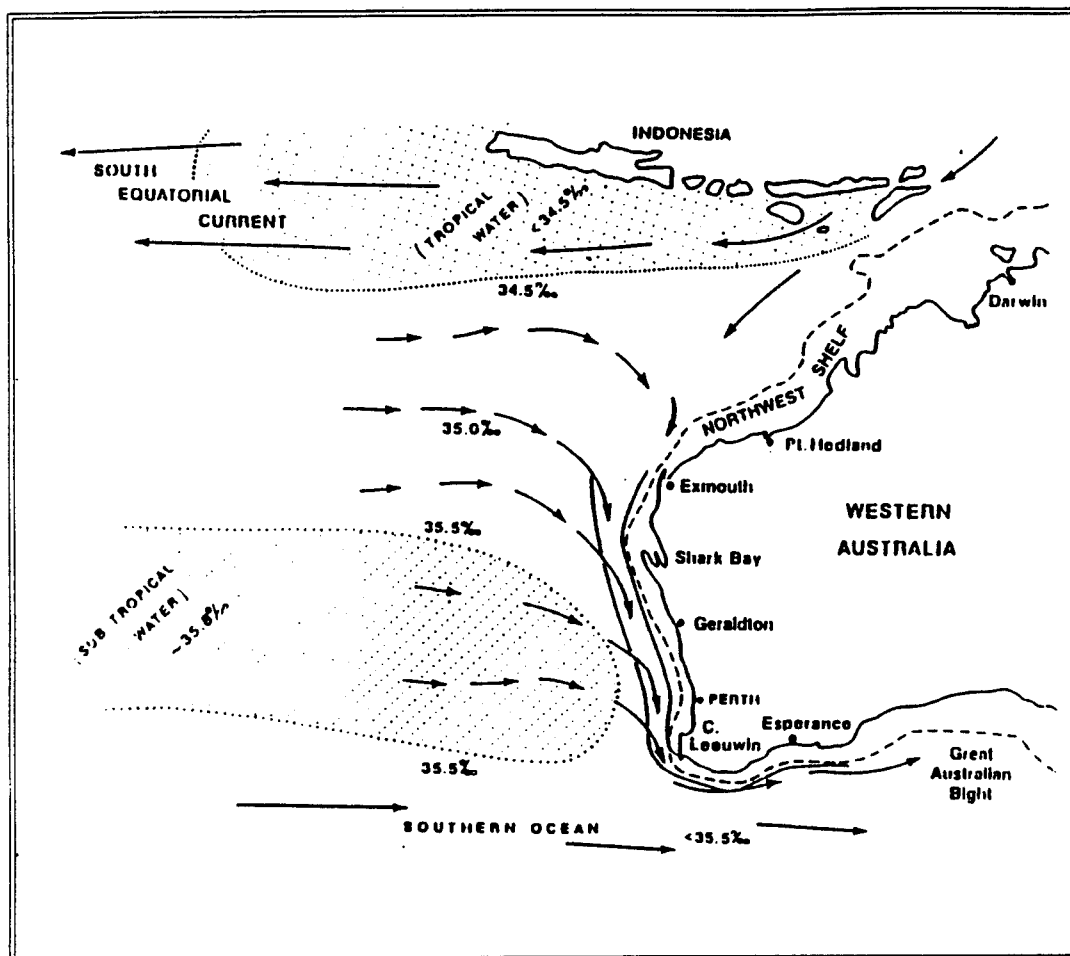 INDONESIA
SOUTH
EQUATORIAL
CURRENT
(TROPICAL
WATER)
<34.5‰
34.5‰
Darwin
NORTHWEST SHELF
Pt. Hedland
35.0‰
Exmouth
35.5‰
WESTERN
AUSTRALIA
Shark Bay
(SUB TROPICAL
WATER)
~35.8‰
Geraldton
PERTH
C.
Leeuwin
Esperance
35.5‰
Great
Australian
Bight
SOUTHERN OCEAN
<35.5‰